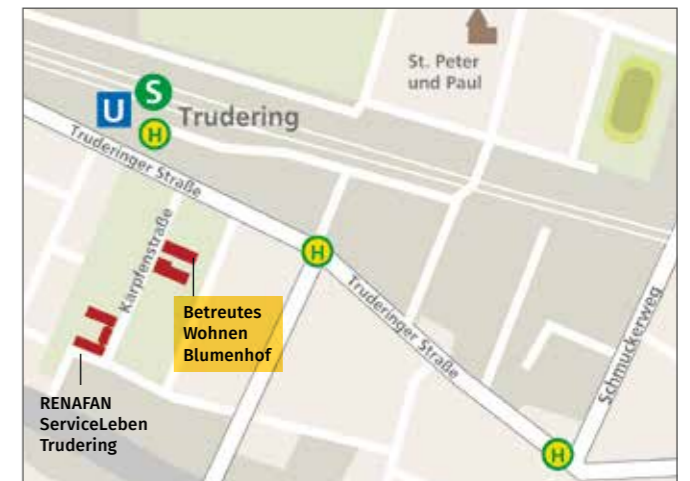 St. Peter
und Paul
S
U
Trudering
H
Truderinger Straße
Karpfenstraße
H
Betreutes
Wohnen
Blumenhof
Truderinger Straße
Schmuckerweg
RENAFAN
ServiceLeben
Trudering
H